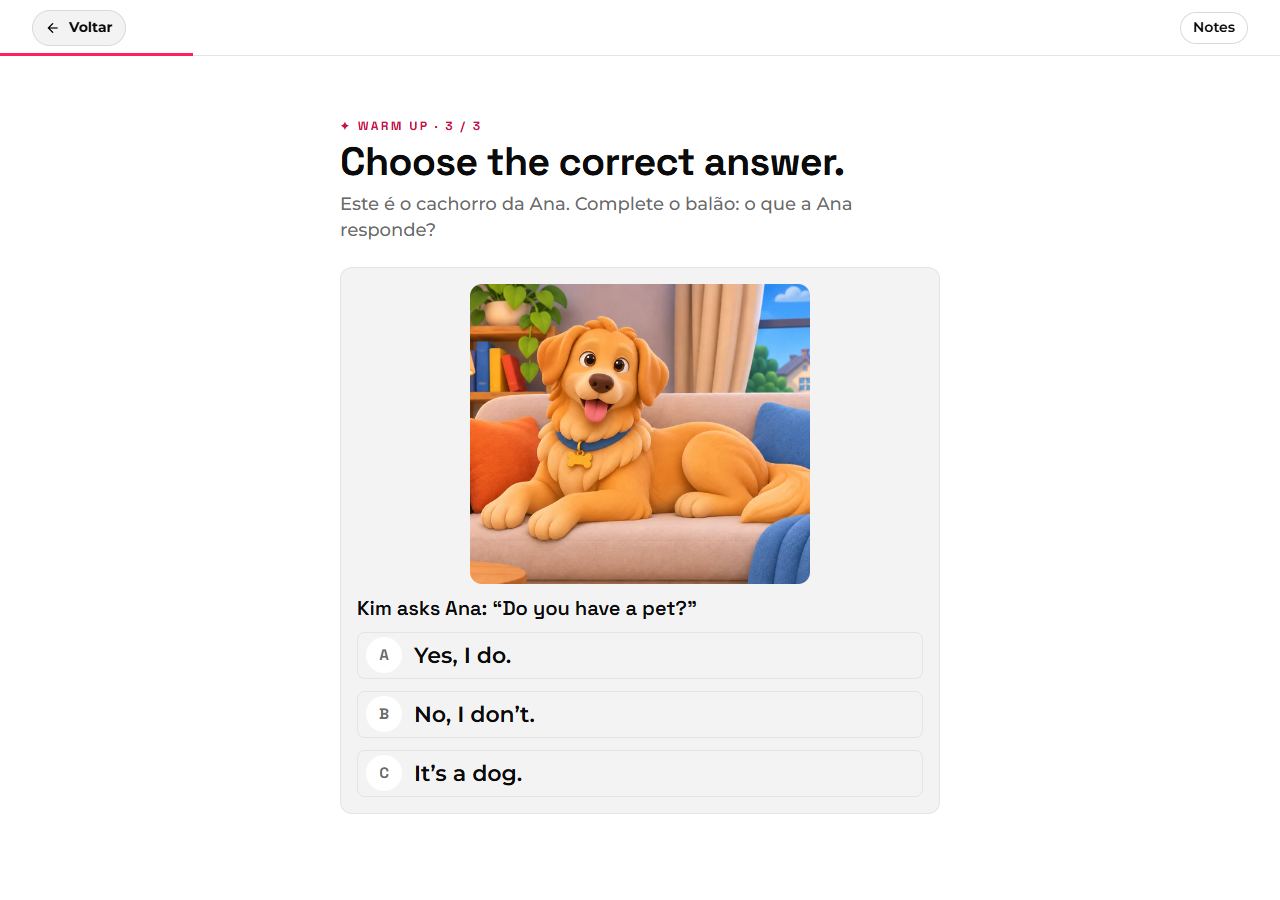 ← Voltar
Notes
✦ WARM UP · 3 / 3
Choose the correct answer.
Este é o cachorro da Ana. Complete o balão: o que a Ana
responde?
Kim asks Ana: “Do you have a pet?”
A Yes, I do.
B No, I don’t.
C It’s a dog.